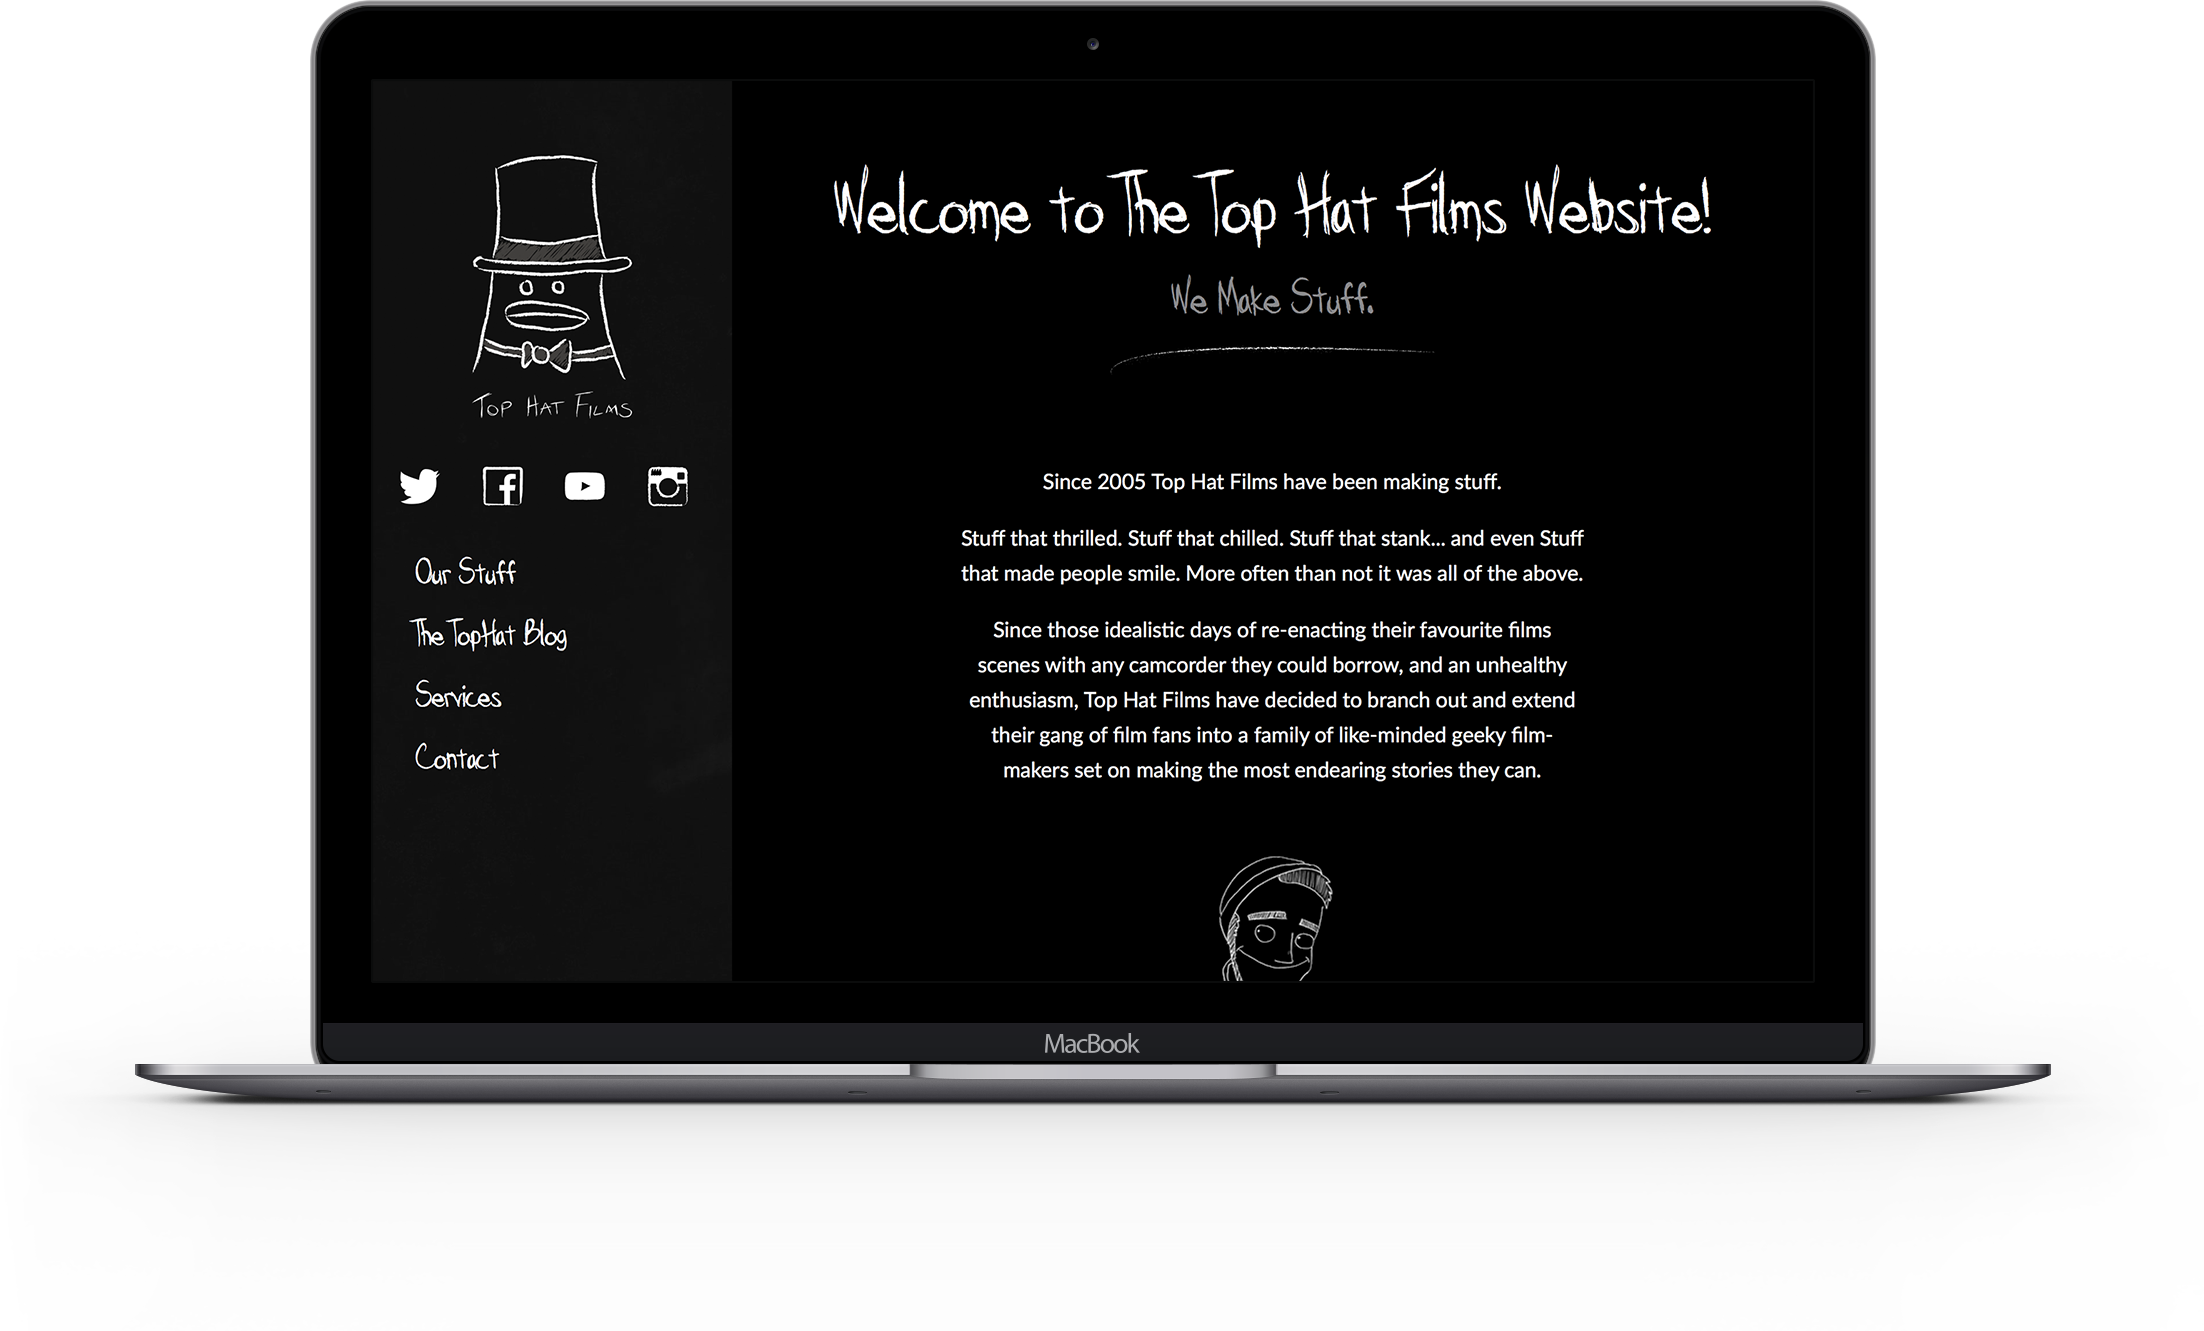 TOP HAT FILMS
Our Stuff
The TopHat Blog
Services
Contact
Welcome to The Top Hat Films Website!
We Make Stuff.
Since 2005 Top Hat Films have been making stuff.
Stuff that thrilled. Stuff that chilled. Stuff that stank... and even Stuff
that made people smile. More often than not it was all of the above.
Since those idealistic days of re-enacting their favourite films
scenes with any camcorder they could borrow, and an unhealthy
enthusiasm, Top Hat Films have decided to branch out and extend
their gang of film fans into a family of like-minded geeky film-
makers set on making the most endearing stories they can.
MacBook